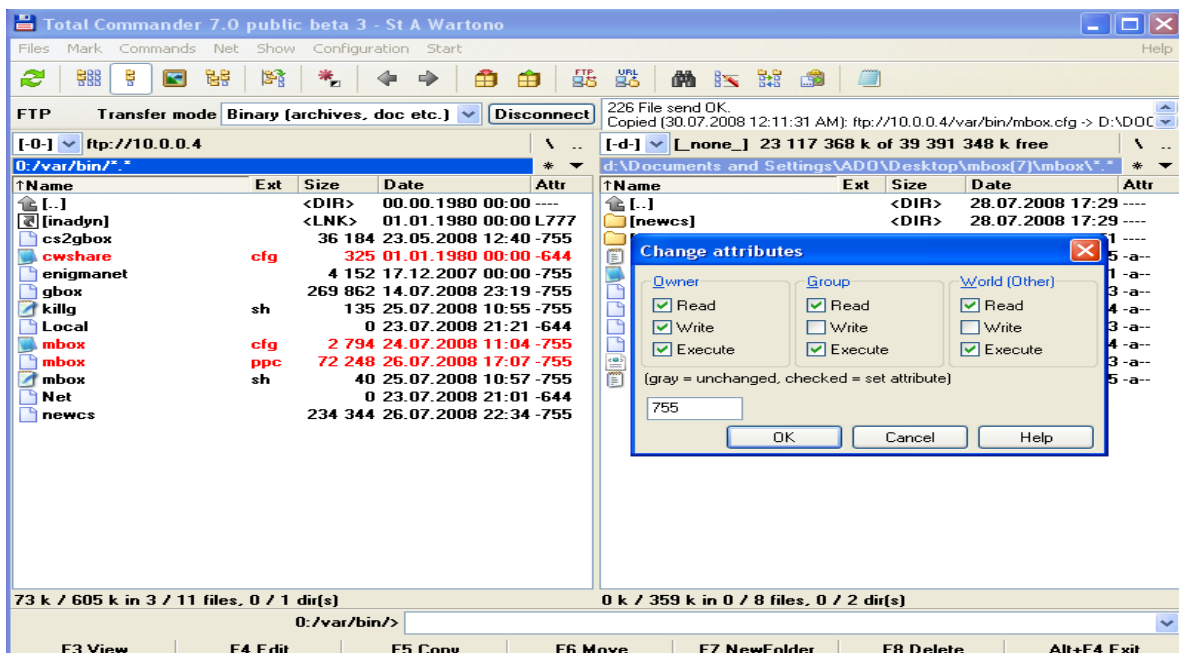 Total Commander 7.0 public beta 3 - St A Wartono
Files Mark Commands Net Show Configuration Start Help
FTP URL
FTP Transfer mode Binary (archives, doc etc.) Disconnect
226 File send OK.
Copied (30.07.2008 12:11:31 AM): ftp://10.0.0.4/var/bin/mbox.cfg -> D:\DOC
[-0-] ftp://10.0.0.4 \ ..
0:/var/bin/*.* * ▼
↑Name Ext Size Date Attr
[..] <DIR> 00.00.1980 00:00 ----
[inadyn] <LNK> 01.01.1980 00:00 L777
cs2gbox 36 184 23.05.2008 12:40 -755
cwshare cfg 325 01.01.1980 00:00 -644
enigmanet 4 152 17.12.2007 00:00 -755
gbox 269 862 14.07.2008 23:19 -755
killg sh 135 25.07.2008 10:55 -755
Local 0 23.07.2008 21:21 -644
mbox cfg 2 794 24.07.2008 11:04 -755
mbox ppc 72 248 26.07.2008 17:07 -755
mbox sh 40 25.07.2008 10:57 -755
Net 0 23.07.2008 21:01 -644
newcs 234 344 26.07.2008 22:34 -755
73 k / 605 k in 3 / 11 files, 0 / 1 dir(s)
[-d-] [_none_] 23 117 368 k of 39 391 348 k free \ ..
d:\Documents and Settings\ADO\Desktop\mbox(7)\mbox\*.* * ▼
↑Name Ext Size Date Attr
[..] <DIR> 28.07.2008 17:29 ----
[newcs] <DIR> 28.07.2008 17:29 ----
1 ----
5 -a--
1 -a--
3 -a--
4 -a--
3 -a--
4 -a--
3 -a--
5 -a--
Change attributes
Owner Group World (Other)
Read Read Read
Write Write Write
Execute Execute Execute
(gray = unchanged, checked = set attribute)
755
OK Cancel Help
0 k / 359 k in 0 / 8 files, 0 / 2 dir(s)
0:/var/bin/>
F3 View F4 Edit F5 Copy F6 Move F7 NewFolder F8 Delete Alt+F4 Exit